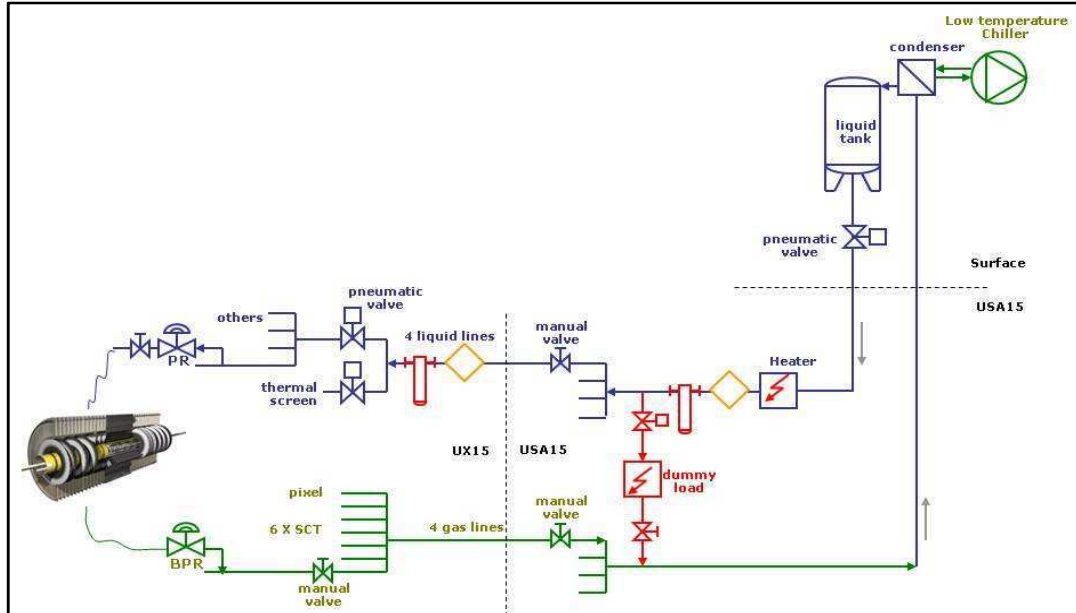 Low temperature
Chiller
condenser
liquid
tank
pneumatic
valve
Surface
USA15
pneumatic
valve
others
4 liquid lines
manual
valve
Heater
PR
thermal
screen
UX15
USA15
dummy
load
pixel
manual
valve
6 X SCT
4 gas lines
BPR
manual
valve